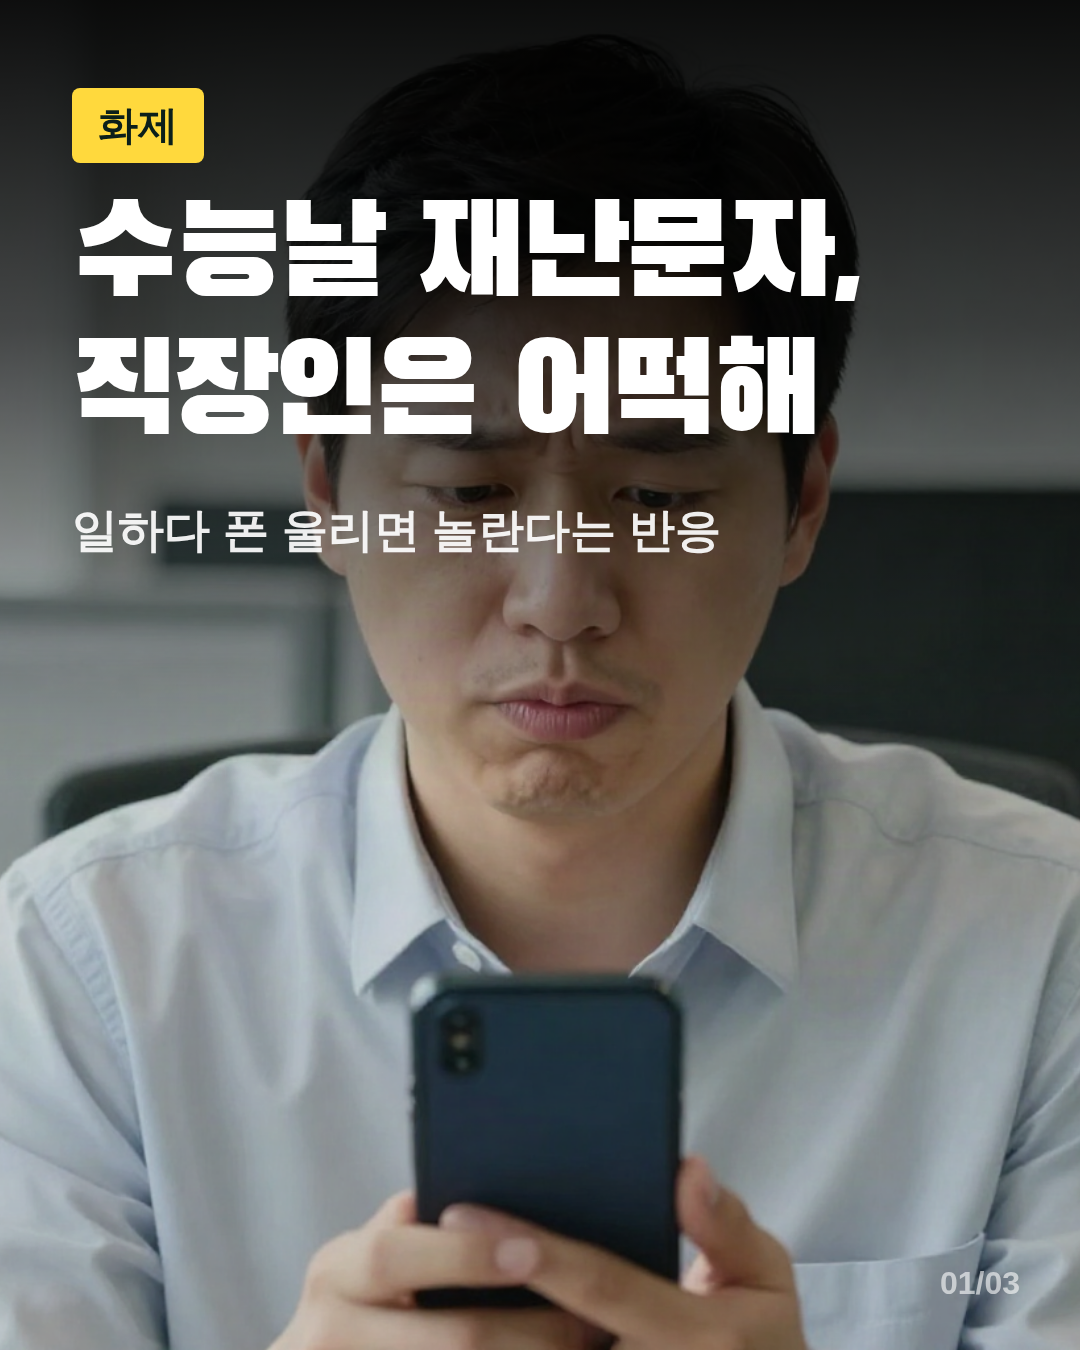 화제
수능날 재난문자,
직장인은 어떡해
일하다 폰 울리면 놀란다는 반응
01/03